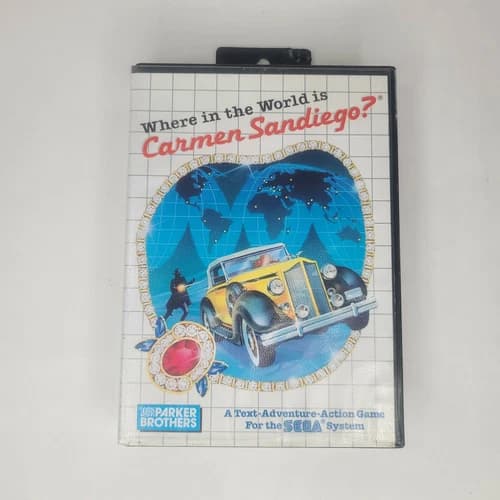 Where in the World is
Carmen Sandiego?®
PARKER
BROTHERS
A Text-Adventure-Action Game
For the SEGA® System